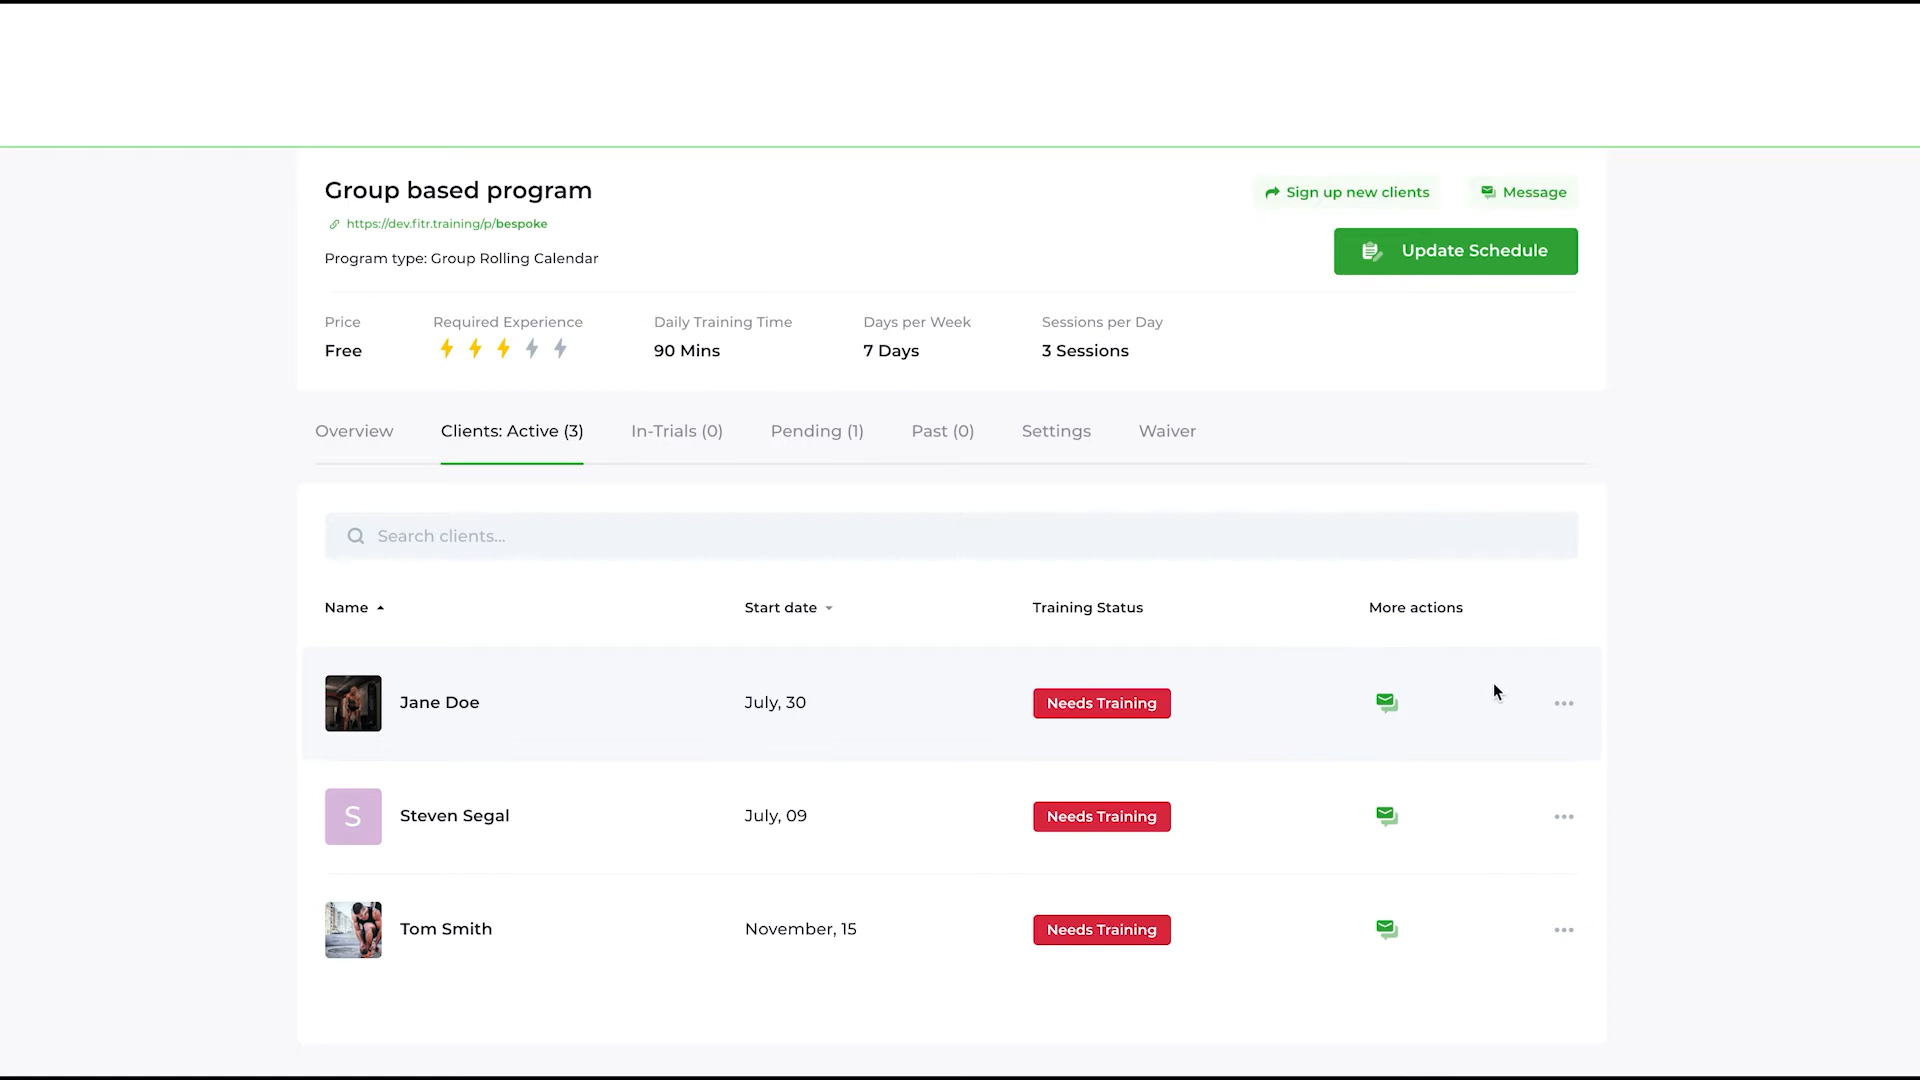 Group based program
Sign up new clients
Message
https://dev.fitr.training/p/bespoke
Update Schedule
Program type: Group Rolling Calendar
Price
Required Experience
Daily Training Time
Days per Week
Sessions per Day
Free
90 Mins
7 Days
3 Sessions
Overview
Clients: Active (3)
In-Trials (0)
Pending (1)
Past (0)
Settings
Waiver
Search clients...
Name
Start date
Training Status
More actions
Jane Doe
July, 30
Needs Training
S
Steven Segal
July, 09
Needs Training
Tom Smith
November, 15
Needs Training